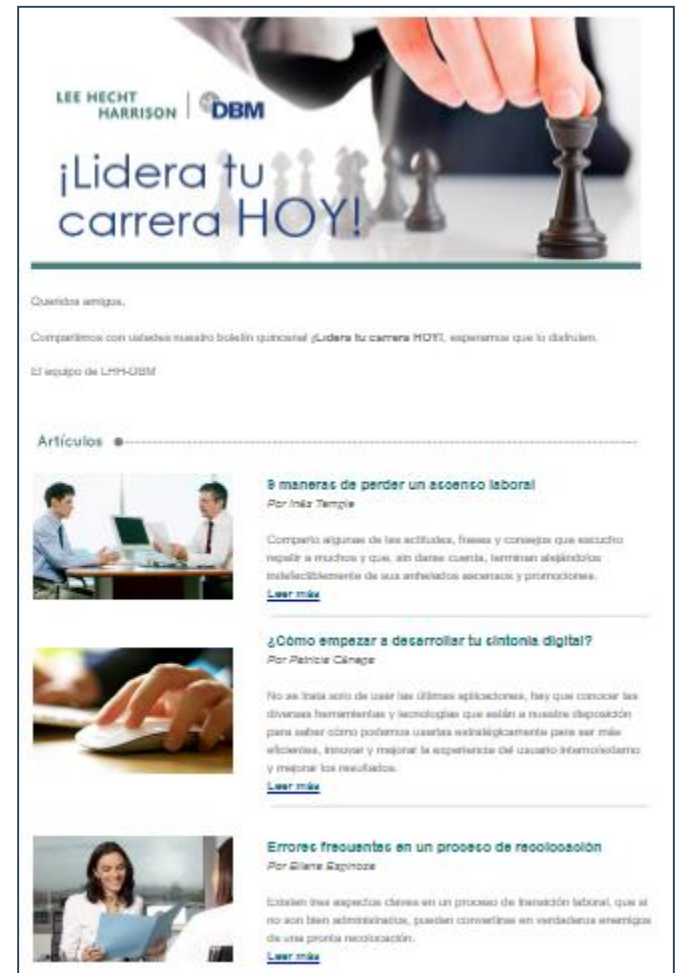 LEE HECHT
HARRISON
DBM
¡Lidera tu
carrera HOY!
Queridos amigos,
Compartimos con ustedes nuestro boletín quincenal ¡Lidera tu carrera HOY!, esperamos que lo disfruten.
El equipo de LHH-DBM
Artículos
9 maneras de perder un ascenso laboral
Por Inés Temple
Comparto algunas de las actitudes, frases y consejos que escucho
repetir a muchos y que, sin darse cuenta, terminan alejándolos
indefectiblemente de sus anhelados ascensos y promociones.
Leer más
¿Cómo empezar a desarrollar tu sintonía digital?
Por Patricia Cánepa
No se trata solo de usar las últimas aplicaciones, hay que conocer las
diversas herramientas y tecnologías que están a nuestra disposición
para saber cómo podemos usarlas estratégicamente para ser más
eficientes, innovar y mejorar la experiencia del usuario interno/externo
y mejorar los resultados.
Leer más
Errores frecuentes en un proceso de recolocación
Por Eliana Espinoza
Existen tres aspectos claves en un proceso de transición laboral, que si
no son bien administrados, pueden convertirse en verdaderos enemigos
de una pronta recolocación.
Leer más